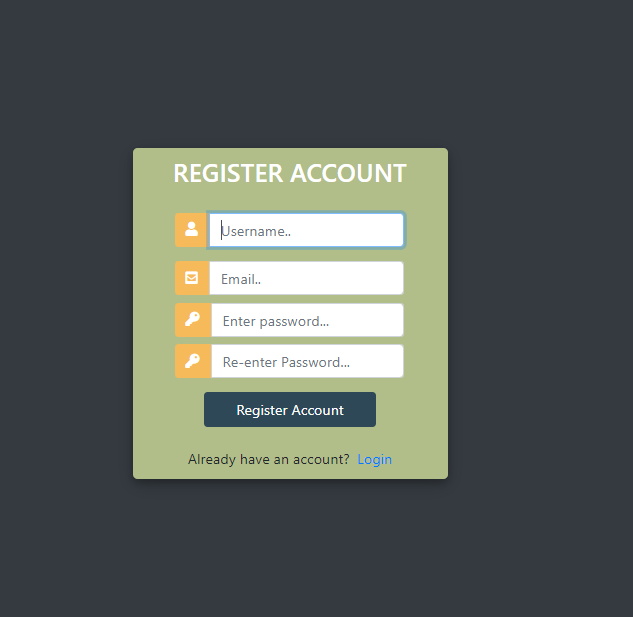 REGISTER ACCOUNT
Username..
Email..
Enter password...
Re-enter Password...
Register Account
Already have an account? Login